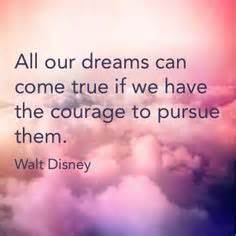 All our dreams can
come true if we have
the courage to pursue
them.
Walt Disney